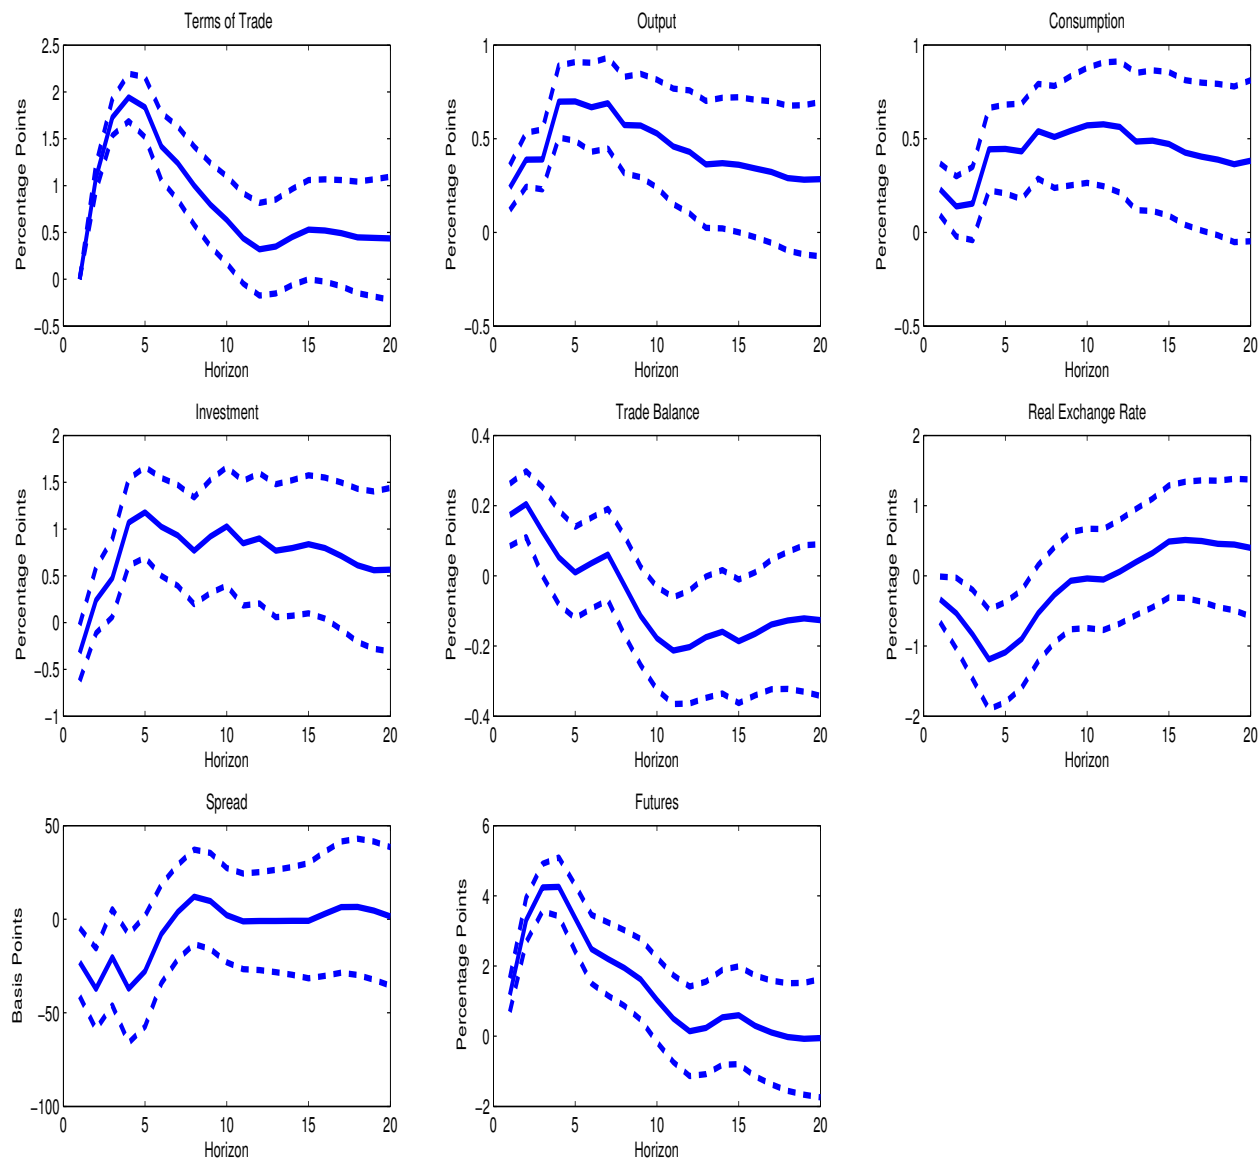 Terms of Trade
Percentage Points
2.5
2
1.5
1
0.5
0
−0.5
0 5 10 15 20
Horizon
Output
Percentage Points
1
0.5
0
−0.5
0 5 10 15 20
Horizon
Consumption
Percentage Points
1
0.5
0
−0.5
0 5 10 15 20
Horizon
Investment
Percentage Points
2
1.5
1
0.5
0
−0.5
−1
0 5 10 15 20
Horizon
Trade Balance
Percentage Points
0.4
0.2
0
−0.2
−0.4
0 5 10 15 20
Horizon
Real Exchange Rate
Percentage Points
2
1
0
−1
−2
0 5 10 15 20
Horizon
Spread
Basis Points
50
0
−50
−100
0 5 10 15 20
Horizon
Futures
Percentage Points
6
4
2
0
−2
0 5 10 15 20
Horizon